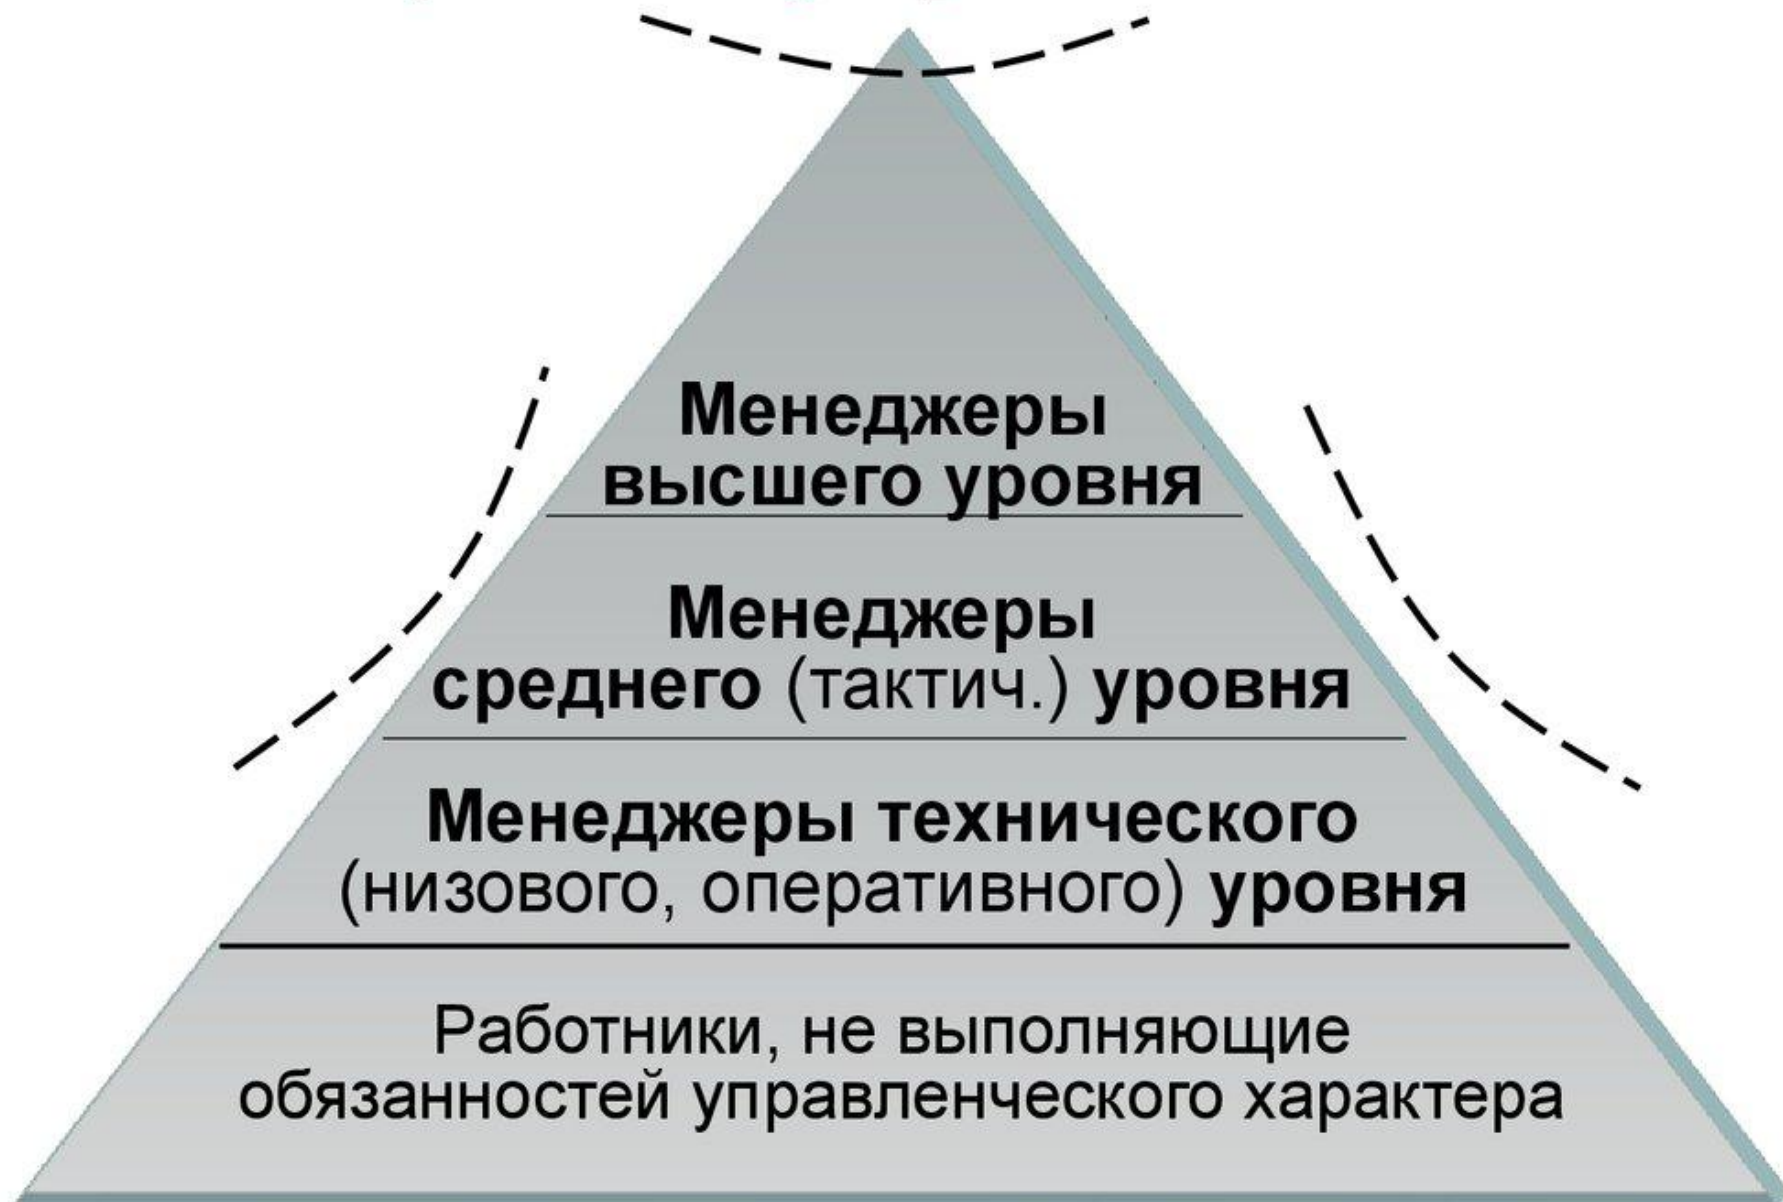 Менеджеры
высшего уровня
Менеджеры
среднего (тактич.) уровня
Менеджеры технического
(низового, оперативного) уровня
Работники, не выполняющие
обязанностей управленческого характера